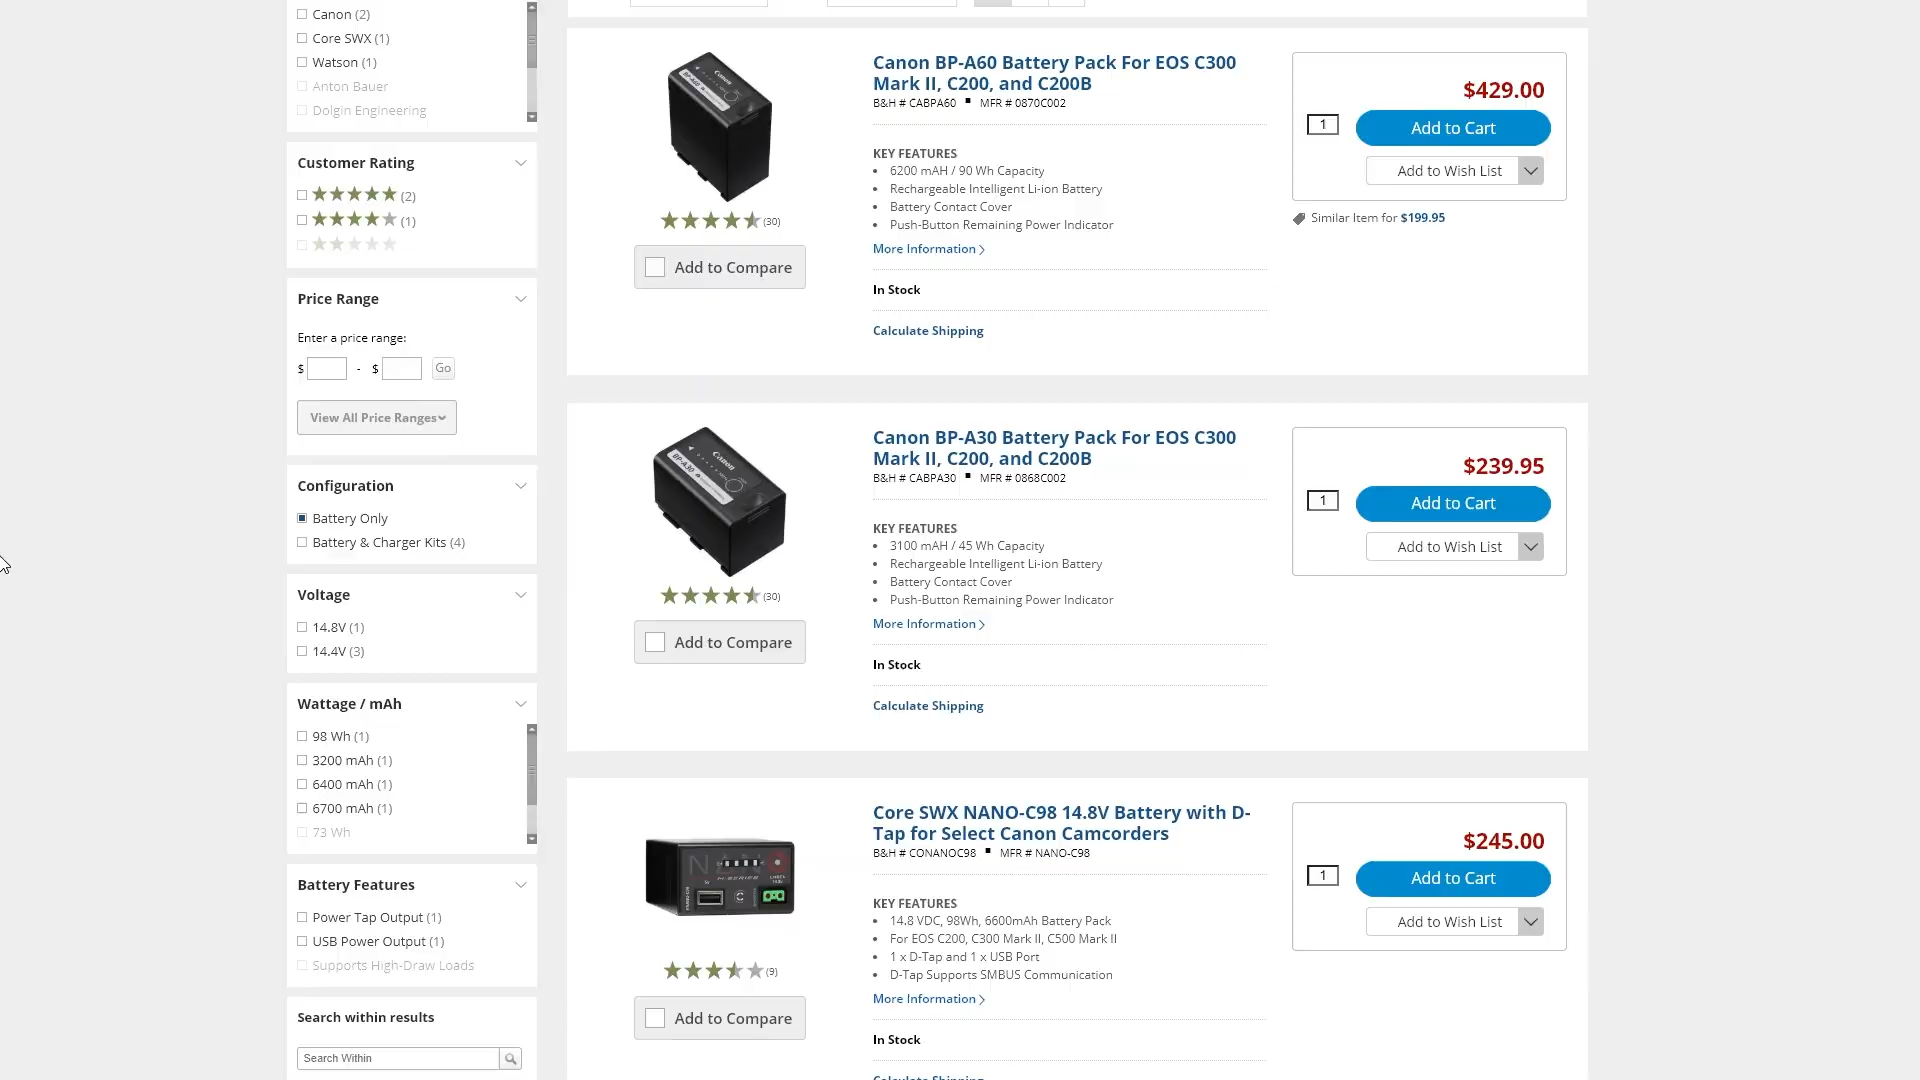 Canon (2)
Core SWX (1)
Watson (1)
Anton Bauer
Dolgin Engineering
Customer Rating
(2)
(1)
Price Range
Enter a price range:
$ - $ Go
View All Price Ranges
Configuration
Battery Only
Battery & Charger Kits (4)
Voltage
14.8V (1)
14.4V (3)
Wattage / mAh
98 Wh (1)
3200 mAh (1)
6400 mAh (1)
6700 mAh (1)
73 Wh
Battery Features
Power Tap Output (1)
USB Power Output (1)
Supports High-Draw Loads
Search within results
Search Within
Canon
BP-A60
(30)
Add to Compare
Canon BP-A60 Battery Pack For EOS C300
Mark II, C200, and C200B
B&H # CABPA60 ▪ MFR # 0870C002
KEY FEATURES
• 6200 mAH / 90 Wh Capacity
• Rechargeable Intelligent Li-ion Battery
• Battery Contact Cover
• Push-Button Remaining Power Indicator
More Information
In Stock
Calculate Shipping
$429.00
1 Add to Cart
Add to Wish List
Similar Item for $199.95
Canon
BP-A30
(30)
Add to Compare
Canon BP-A30 Battery Pack For EOS C300
Mark II, C200, and C200B
B&H # CABPA30 ▪ MFR # 0868C002
KEY FEATURES
• 3100 mAH / 45 Wh Capacity
• Rechargeable Intelligent Li-ion Battery
• Battery Contact Cover
• Push-Button Remaining Power Indicator
More Information
In Stock
Calculate Shipping
$239.95
1 Add to Cart
Add to Wish List
NANO
(9)
Add to Compare
Core SWX NANO-C98 14.8V Battery with D-
Tap for Select Canon Camcorders
B&H # CONANOC98 ▪ MFR # NANO-C98
KEY FEATURES
• 14.8 VDC, 98Wh, 6600mAh Battery Pack
• For EOS C200, C300 Mark II, C500 Mark II
• 1 x D-Tap and 1 x USB Port
• D-Tap Supports SMBUS Communication
More Information
In Stock
Calculate Shipping
$245.00
1 Add to Cart
Add to Wish List